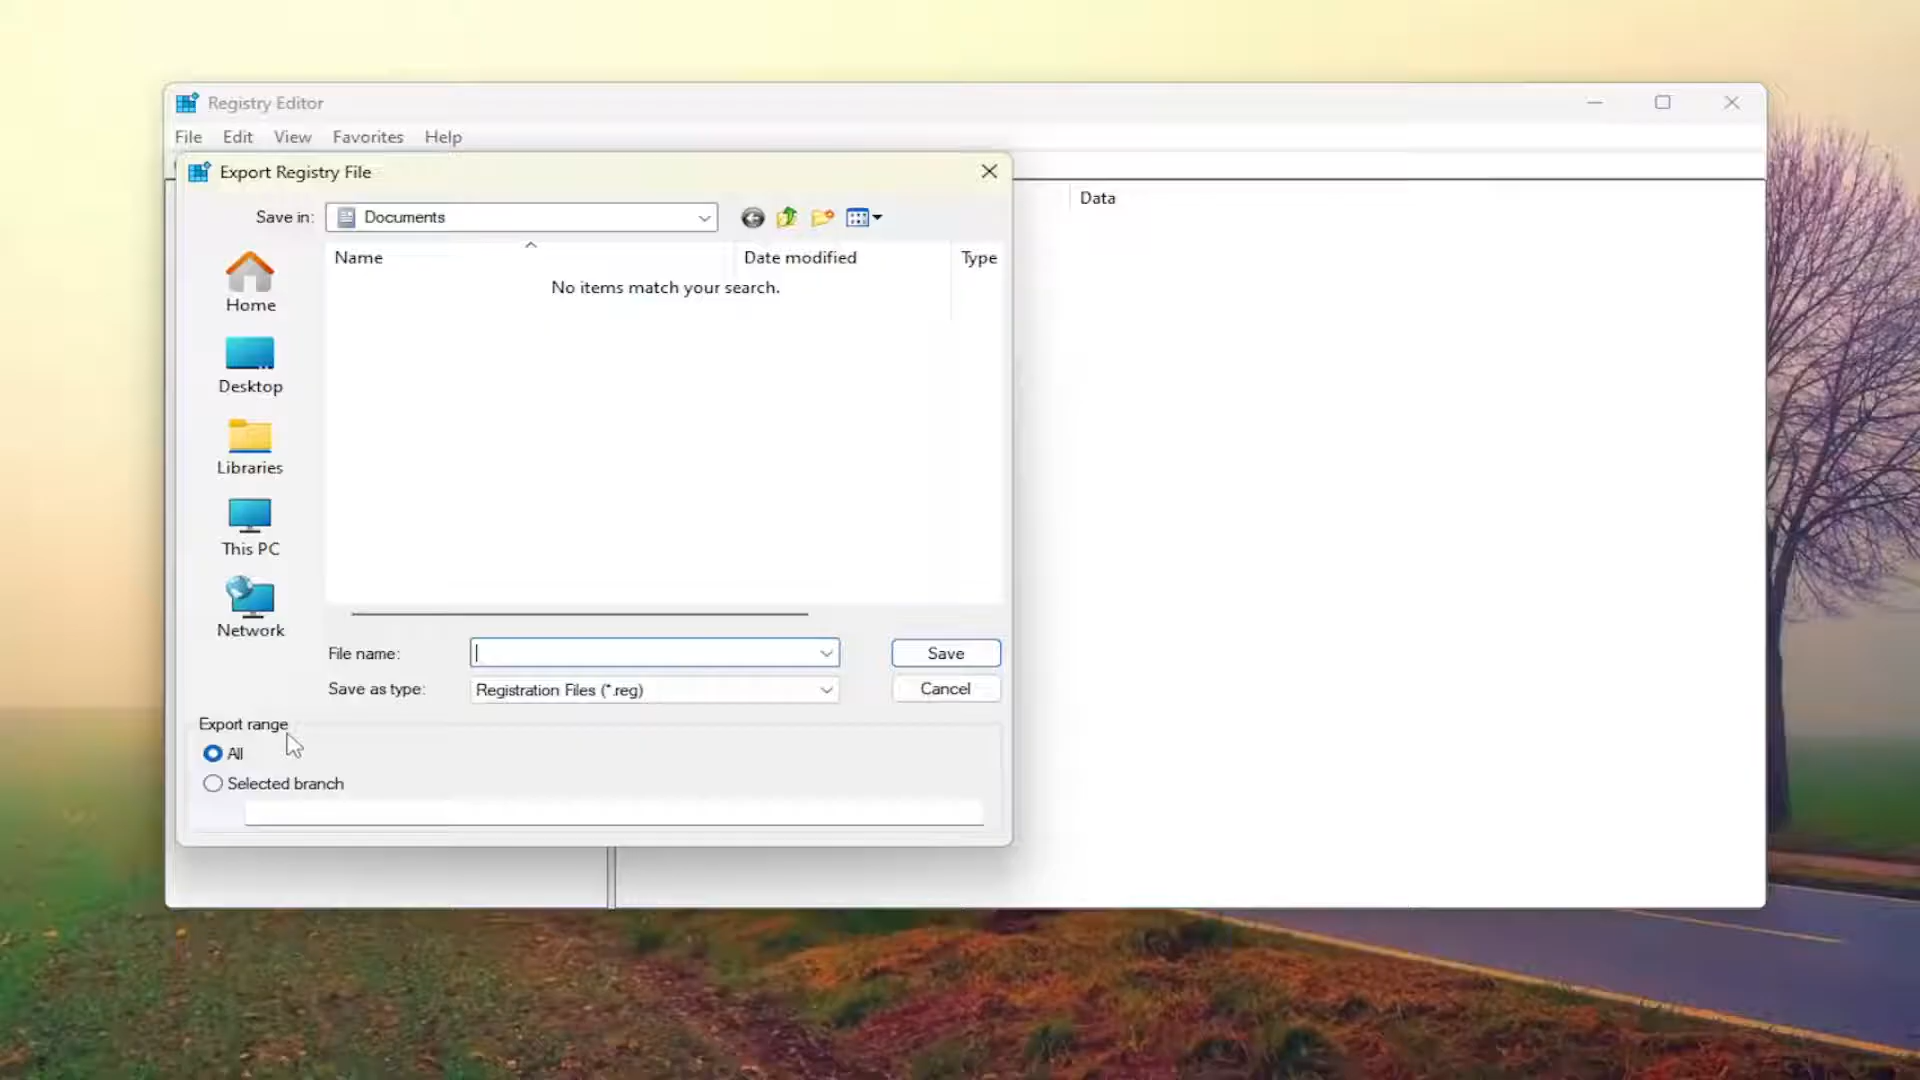 Registry Editor
File Edit View Favorites Help
Export Registry File
Data
Save in: Documents
Name Date modified Type
No items match your search.
Home
Desktop
Libraries
This PC
Network
File name: Save
Save as type: Registration Files (*.reg) Cancel
Export range
All
Selected branch